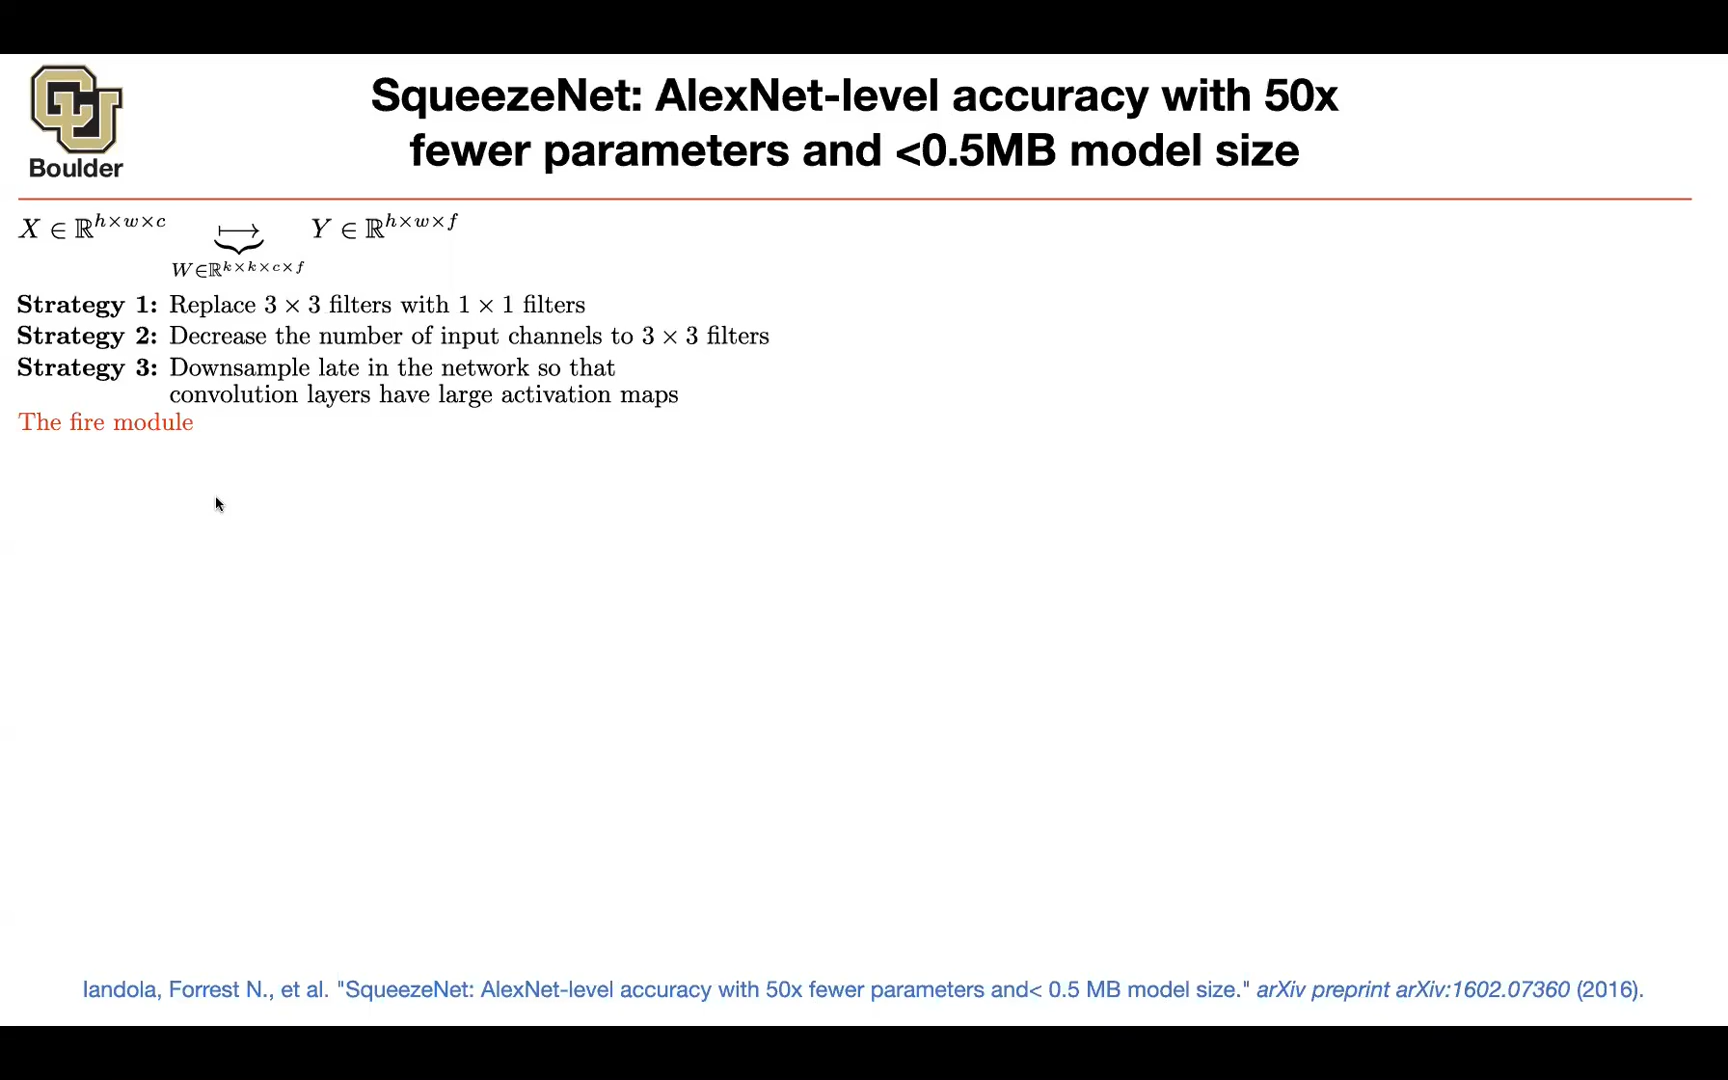 SqueezeNet: AlexNet-level accuracy with 50x
fewer parameters and <0.5MB model size
CU
Boulder
X ∈ ℝ^{h×w×c} ⟼ Y ∈ ℝ^{h×w×f}
W∈ℝ^{k×k×c×f}
Strategy 1: Replace 3 × 3 filters with 1 × 1 filters
Strategy 2: Decrease the number of input channels to 3 × 3 filters
Strategy 3: Downsample late in the network so that
convolution layers have large activation maps
The fire module
Iandola, Forrest N., et al. "SqueezeNet: AlexNet-level accuracy with 50x fewer parameters and< 0.5 MB model size." arXiv preprint arXiv:1602.07360 (2016).